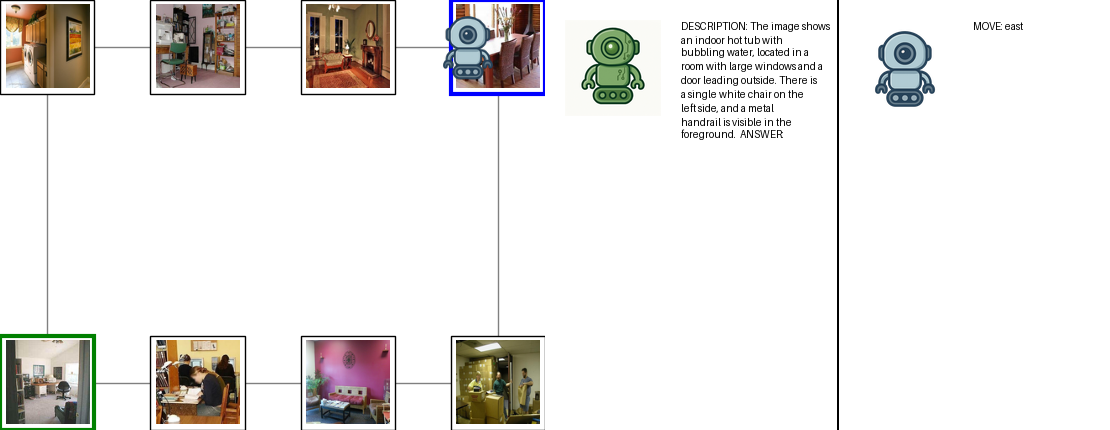 DESCRIPTION: The image shows
an indoor hot tub with
bubbling water, located in a
room with large windows and a
door leading outside. There is
a single white chair on the
left side, and a metal
handrail is visible in the
foreground. ANSWER
MOVE: east